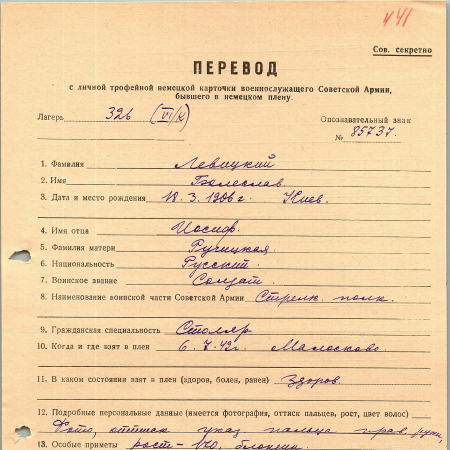 441
Сов. секретно
ПЕРЕВОД
с личной трофейной немецкой карточки военнослужащего Советской Армии,
бывшего в немецком плену.
Лагерь 326 (VI/K) Опознавательный знак
№ 85737.
1. Фамилия Левицкий
2. Имя Болеслав.
3. Дата и место рождения 18.3.1906 г. Киев.
4. Имя отца Иосиф.
5. Фамилия матери Ручицкая.
6. Национальность Русский.
7. Воинское звание Солдат.
8. Наименование воинской части Советской Армии Стрелк. полк.
9. Гражданская специальность Столяр
10. Когда и где взят в плен 6.7.42г. Малосково.
11. В каком состоянии взят в плен (здоров, болен, ранен) здоров.
12. Подробные персональные данные (имеется фотография, оттиск пальцев, рост, цвет волос)
Фото, оттиск указ. пальца прав. руки,
13. Особые приметы рост-170, блондин.